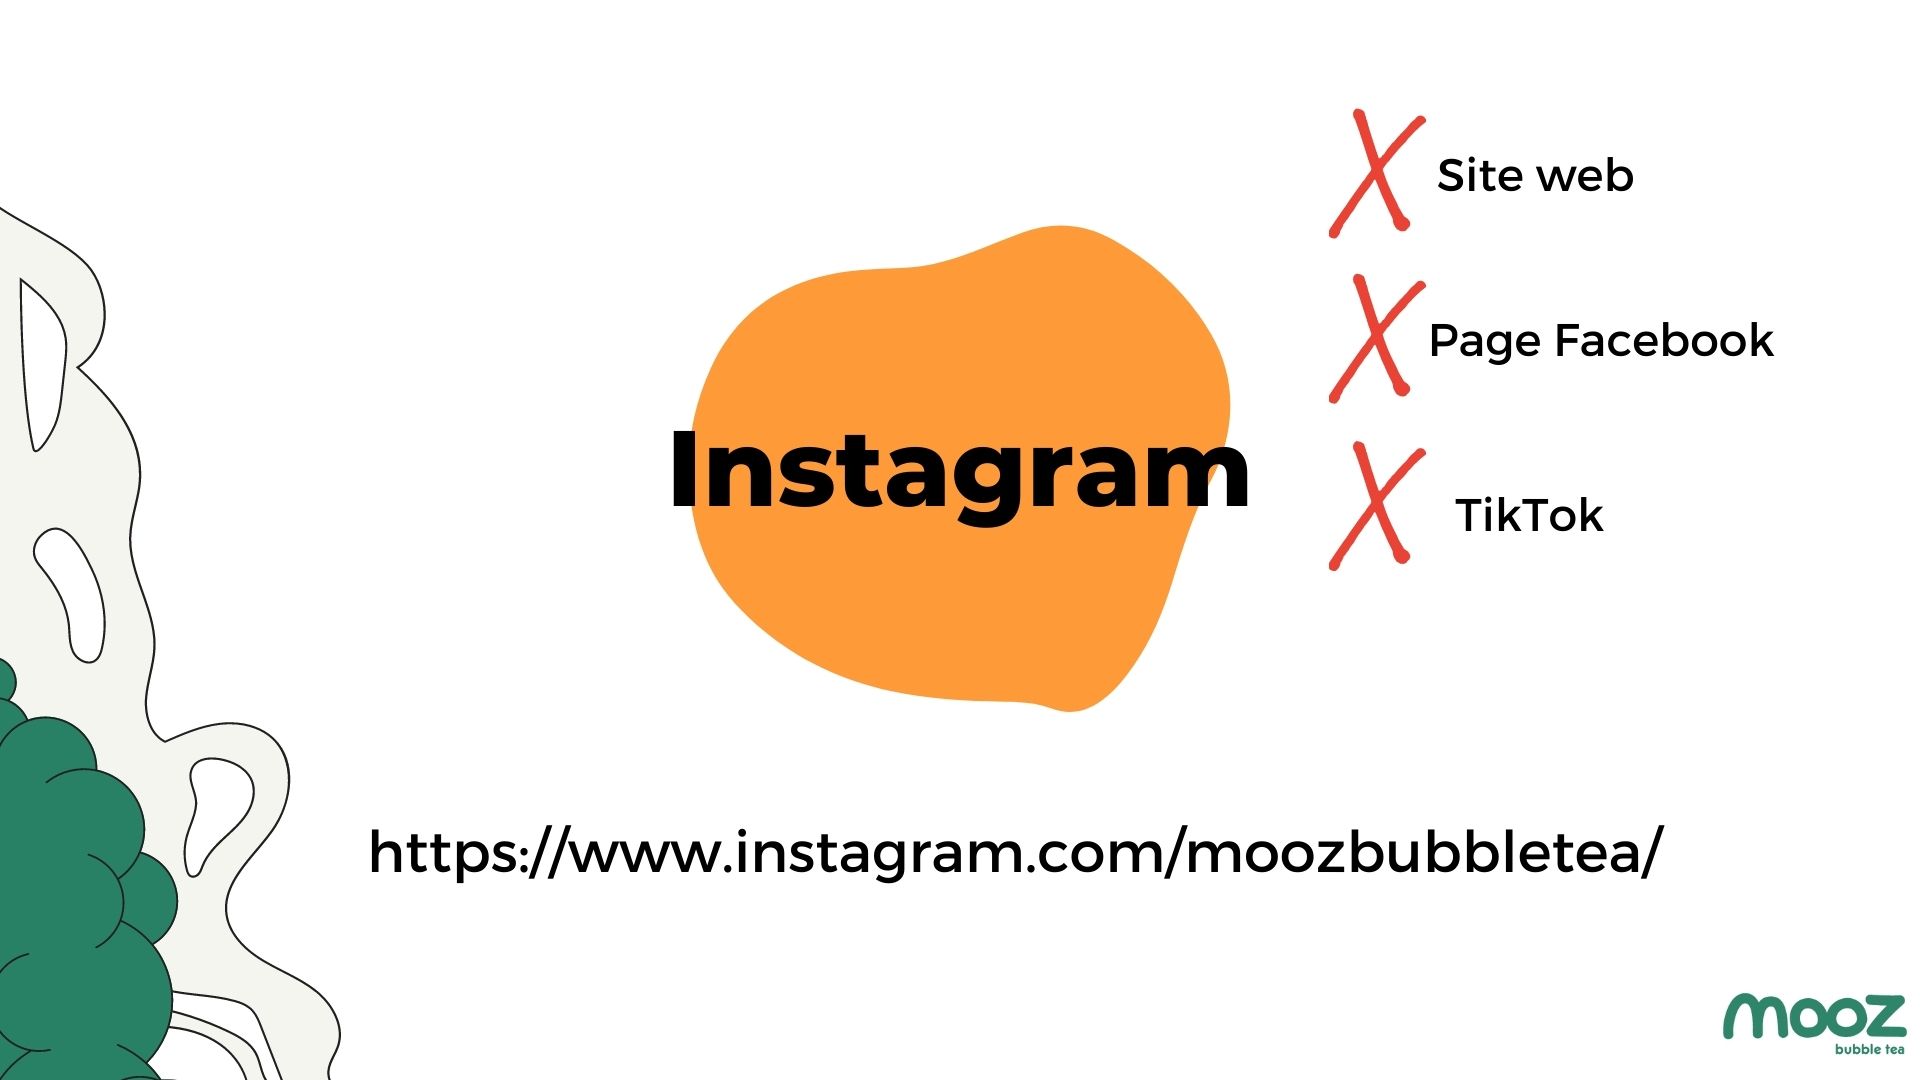 Site web
Page Facebook
TikTok
Instagram
https://www.instagram.com/moozbubbletea/
mooz
bubble tea